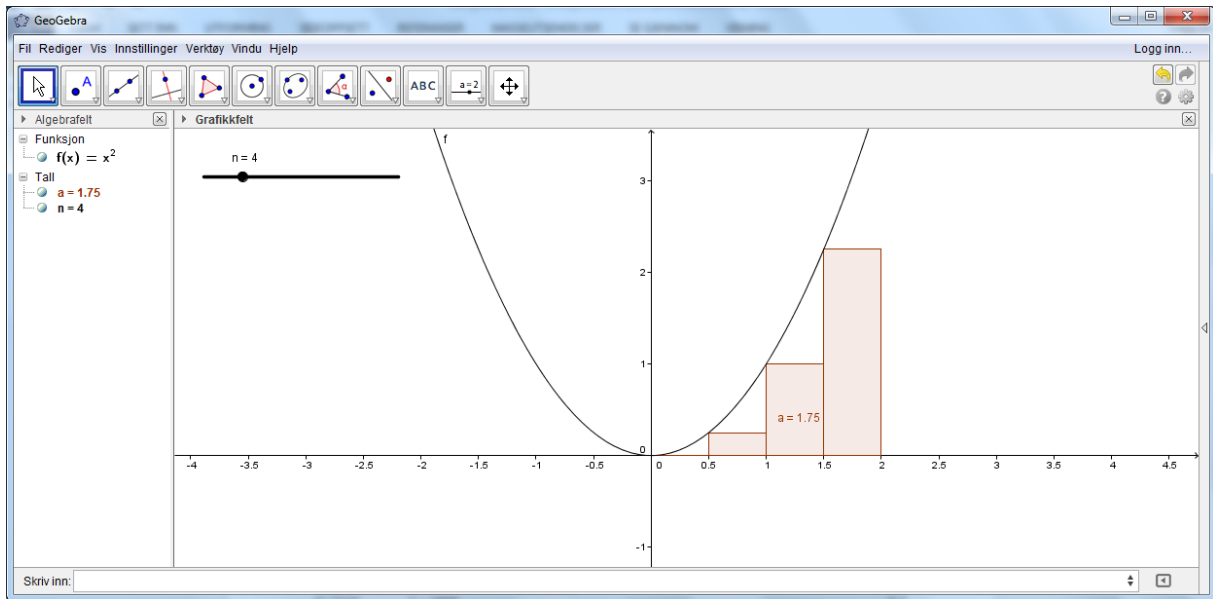 GeoGebra
Fil Rediger Vis Innstillinger Verktøy Vindu Hjelp
Logg inn...
A
α
ABC
a=2
Algebrafelt
Grafikkfelt
Funksjon
f(x) = x²
Tall
a = 1.75
n = 4
n = 4
f
3
2
1
0
-1
a = 1.75
-4 -3.5 -3 -2.5 -2 -1.5 -1 -0.5 0 0.5 1 1.5 2 2.5 3 3.5 4 4.5
Skriv inn: